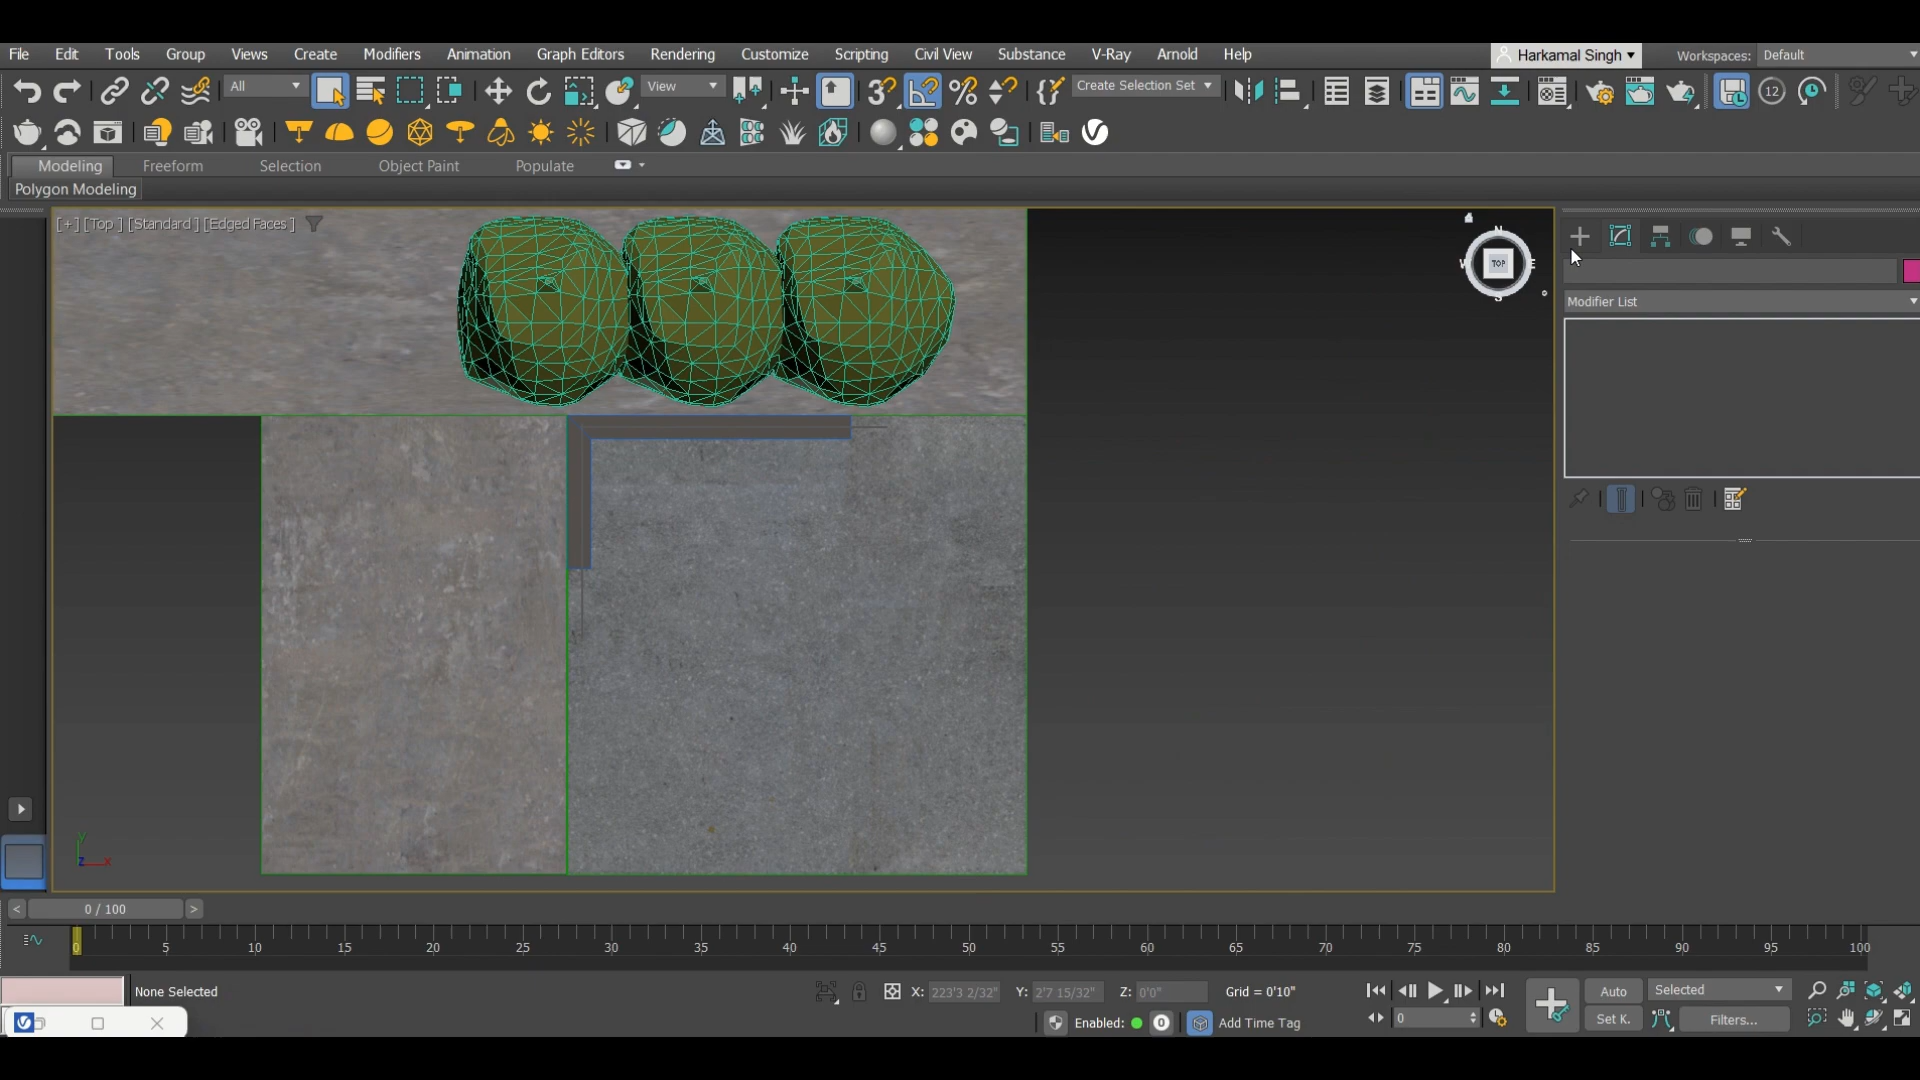 File Edit Tools Group Views Create Modifiers Animation Graph Editors Rendering Customize Scripting Civil View Substance V-Ray Arnold Help Harkamal Singh Workspaces: Default
All View Create Selection Set 12
Modeling Freeform Selection Object Paint Populate
Polygon Modeling
[+] [Top] [Standard] [Edged Faces]
N
W TOP E
S
Modifier List
Y
Z X
< 0 / 100 >
0 5 10 15 20 25 30 35 40 45 50 55 60 65 70 75 80 85 90 95 100
None Selected X: 223'3 2/32" Y: 2'7 15/32" Z: 0'0" Grid = 0'10" Auto Selected
Enabled: 0 Add Time Tag 0 Set K. Filters...